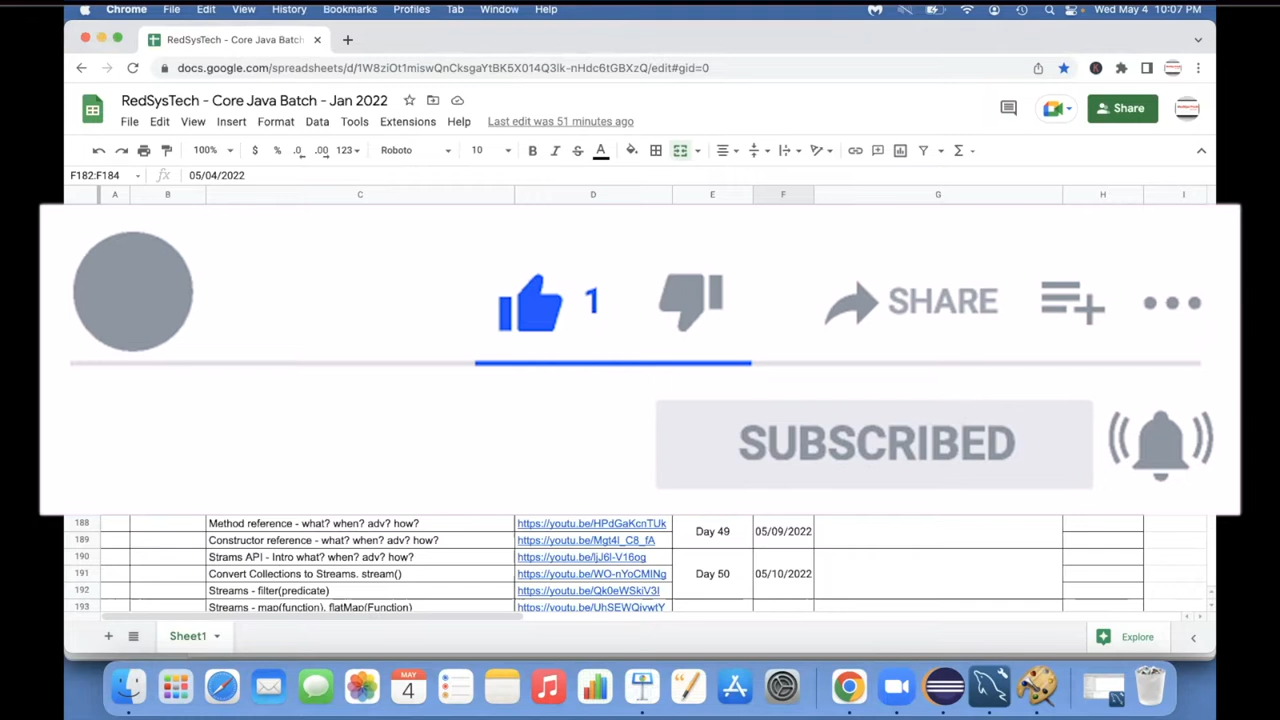 Chrome File Edit View History Bookmarks Profiles Tab Window Help Wed May 4 10:07 PM
RedSysTech - Core Java Batch
docs.google.com/spreadsheets/d/1W8ziOt1miswQnCksgaYtBK5X014Q3lk-nHdc6tGBXzQ/edit#gid=0
RedSysTech - Core Java Batch - Jan 2022
Share
File Edit View Insert Format Data Tools Extensions Help Last edit was 51 minutes ago
100% $ % .0 .00 123 Roboto 10 B I S A
F182:F184 fx 05/04/2022
A B C D E F G H I
1 SHARE
SUBSCRIBED
188 Method reference - what? when? adv? how? https://youtu.be/HPdGaKcnTUk
Day 49 05/09/2022
189 Constructor reference - what? when? adv? how? https://youtu.be/Mgt4l_C8_fA
190 Strams API - Intro what? when? adv? how? https://youtu.be/ljJ6l-V16og
191 Convert Collections to Streams. stream() https://youtu.be/WO-nYoCMINg Day 50 05/10/2022
192 Streams - filter(predicate) https://youtu.be/Qk0eWSkiV3I
193 Streams - map(function), flatMap(Function) https://youtu.be/UhSEWQivwtY
Sheet1 Explore
MAY
4